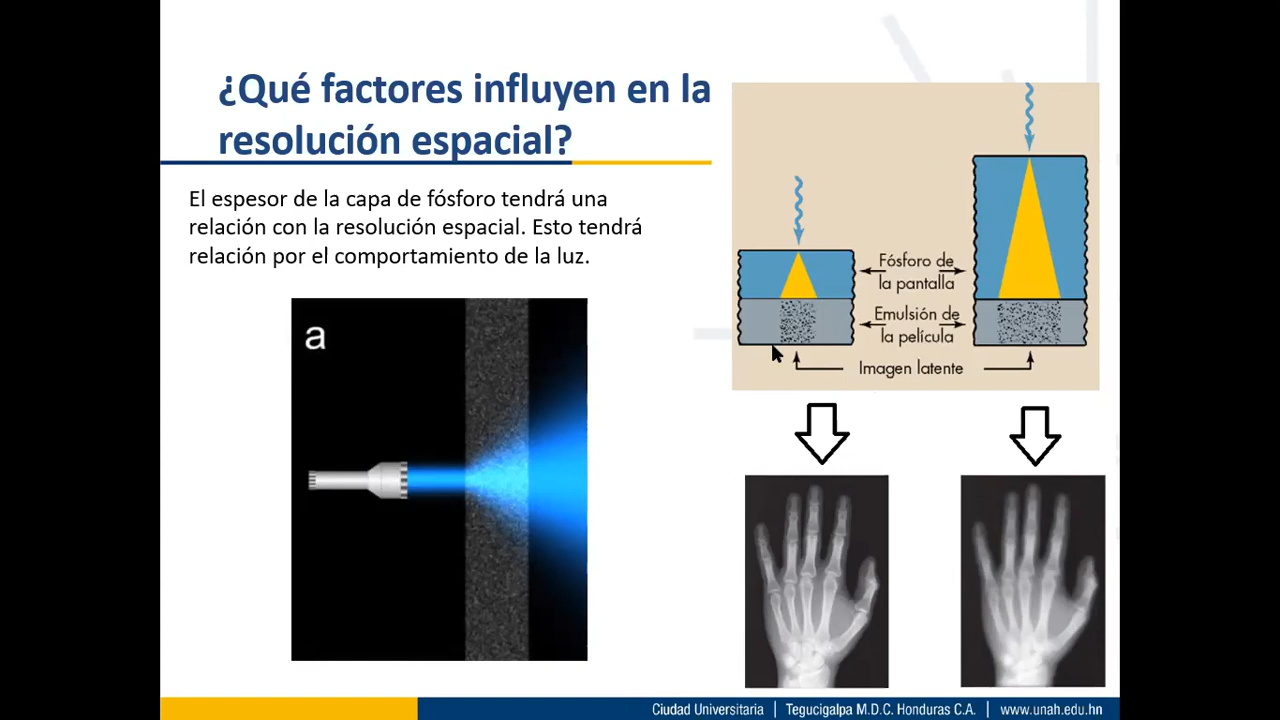 ¿Qué factores influyen en la
resolución espacial?
El espesor de la capa de fósforo tendrá una
relación con la resolución espacial. Esto tendrá
relación por el comportamiento de la luz.
a
Fósforo de
la pantalla
Emulsión de
la película
Imagen latente
Ciudad Universitaria | Tegucigalpa M.D.C. Honduras C.A. | www.unah.edu.hn